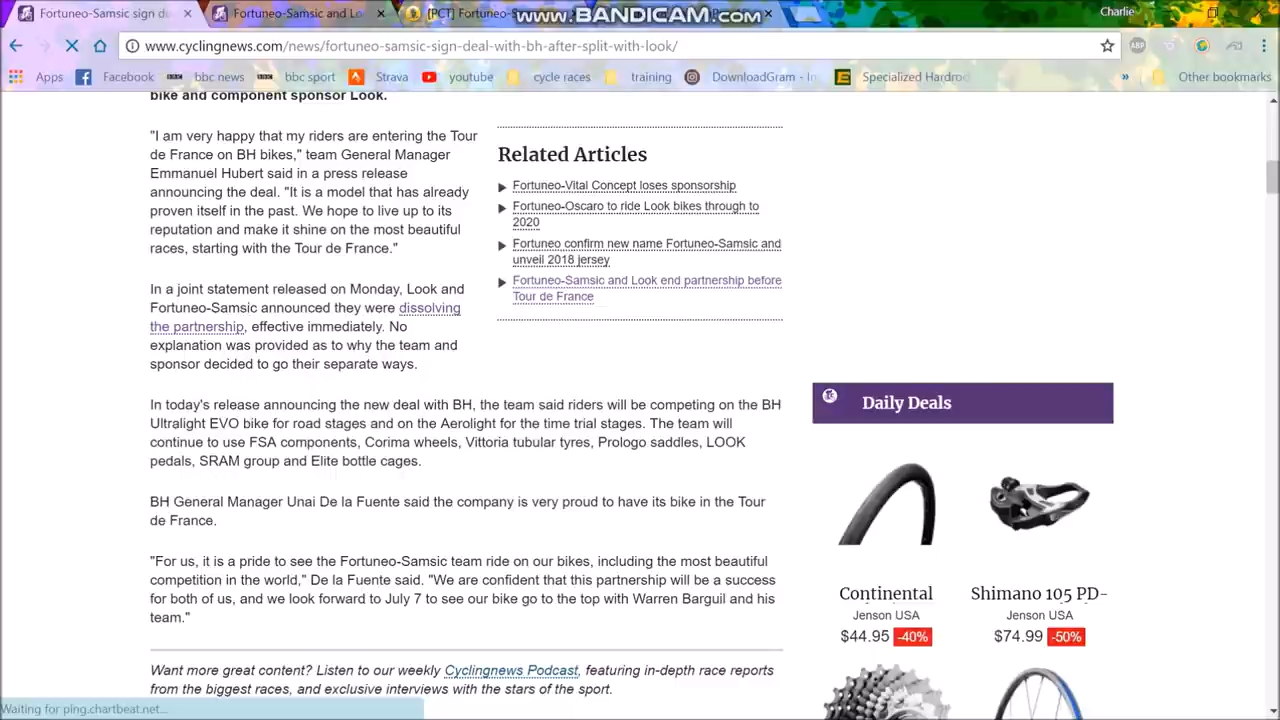 Fortuneo-Samsic sign d
Fortuneo-Samsic and Lo
[PCT] Fortuneo-S
www.BANDICAM.com
Charlie
www.cyclingnews.com/news/fortuneo-samsic-sign-deal-with-bh-after-split-with-look/
ABP
Apps
Facebook
bbc news
bbc sport
Strava
youtube
cycle races
training
DownloadGram - In
Specialized Hardro
»
Other bookmarks
bike and component sponsor Look.
"I am very happy that my riders are entering the Tour
de France on BH bikes," team General Manager
Emmanuel Hubert said in a press release
announcing the deal. "It is a model that has already
proven itself in the past. We hope to live up to its
reputation and make it shine on the most beautiful
races, starting with the Tour de France."
Related Articles
Fortuneo-Vital Concept loses sponsorship
Fortuneo-Oscaro to ride Look bikes through to
2020
Fortuneo confirm new name Fortuneo-Samsic and
unveil 2018 jersey
Fortuneo-Samsic and Look end partnership before
Tour de France
In a joint statement released on Monday, Look and
Fortuneo-Samsic announced they were dissolving
the partnership, effective immediately. No
explanation was provided as to why the team and
sponsor decided to go their separate ways.
In today's release announcing the new deal with BH, the team said riders will be competing on the BH
Ultralight EVO bike for road stages and on the Aerolight for the time trial stages. The team will
continue to use FSA components, Corima wheels, Vittoria tubular tyres, Prologo saddles, LOOK
pedals, SRAM group and Elite bottle cages.
BH General Manager Unai De la Fuente said the company is very proud to have its bike in the Tour
de France.
"For us, it is a pride to see the Fortuneo-Samsic team ride on our bikes, including the most beautiful
competition in the world," De la Fuente said. "We are confident that this partnership will be a success
for both of us, and we look forward to July 7 to see our bike go to the top with Warren Barguil and his
team."
Want more great content? Listen to our weekly Cyclingnews Podcast, featuring in-depth race reports
from the biggest races, and exclusive interviews with the stars of the sport.
Daily Deals
Continental
Jenson USA
$44.95 -40%
Shimano 105 PD-
Jenson USA
$74.99 -50%
Waiting for ping.chartbeat.net...